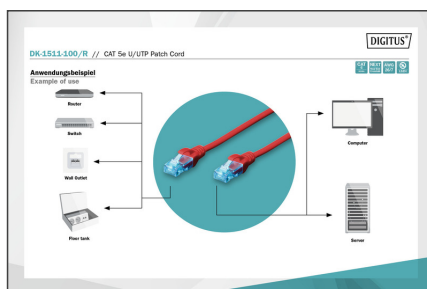 DIGITUS®
DK-1511-100/R // CAT 5e U/UTP Patch Cord
Anwendungsbeispiel
Example of use
Router
Switch
Wall Outlet
Floor tank
Computer
Server